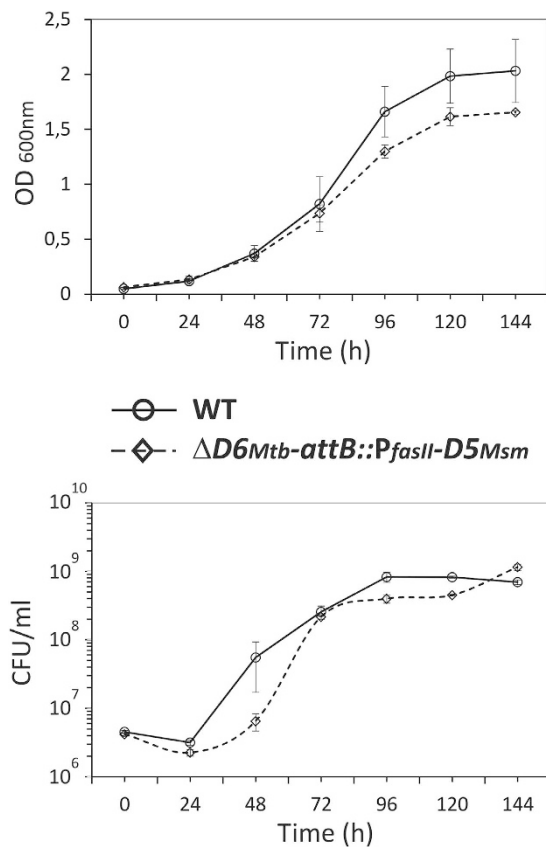 2,5
2
1,5
1
0,5
0
OD 600nm
0 24 48 72 96 120 144
Time (h)
WT
ΔD6Mtb-attB::PfasII-D5Msm
10^10
10^9
10^8
10^7
10^6
CFU/ml
0 24 48 72 96 120 144
Time (h)